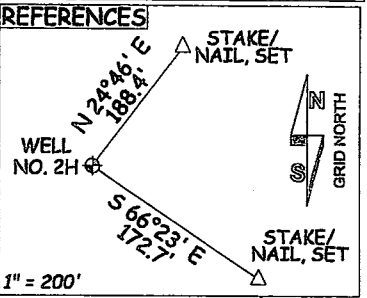 REFERENCES
STAKE/
NAIL, SET
N 24°46' E
188.4'
N
S
GRID NORTH
WELL
NO. 2H
S 66°23' E
172.7'
STAKE/
NAIL, SET
1" = 200'